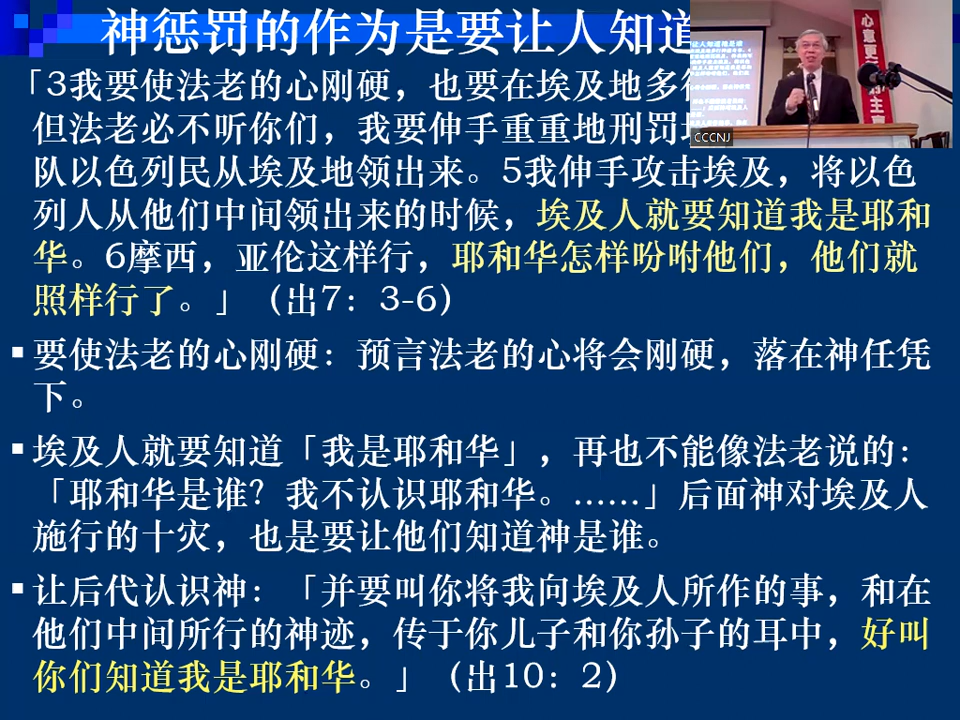 神惩罚的作为是要让人知道
「3我要使法老的心刚硬，也要在埃及地多行
但法老必不听你们，我要伸手重重地刑罚埃
队以色列民从埃及地领出来。5我伸手攻击埃及，将以色
列人从他们中间领出来的时候，埃及人就要知道我是耶和
华。6摩西，亚伦这样行，耶和华怎样吩咐他们，他们就
照样行了。」（出7：3-6）
▪要使法老的心刚硬：预言法老的心将会刚硬，落在神任凭
下。
▪埃及人就要知道「我是耶和华」，再也不能像法老说的：
「耶和华是谁？我不认识耶和华。……」后面神对埃及人
施行的十灾，也是要让他们知道神是谁。
▪让后代认识神：「并要叫你将我向埃及人所作的事，和在
他们中间所行的神迹，传于你儿子和你孙子的耳中，好叫
你们知道我是耶和华。」（出10：2）
CCCNJ